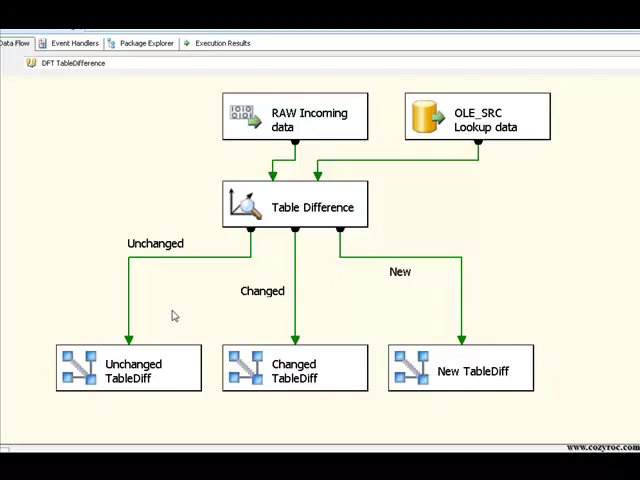 Data Flow
Event Handlers
Package Explorer
Execution Results
DFT TableDifference
RAW Incoming
data
OLE_SRC
Lookup data
Table Difference
Unchanged
Changed
New
Unchanged
TableDiff
Changed
TableDiff
New TableDiff
www.cozyroc.com